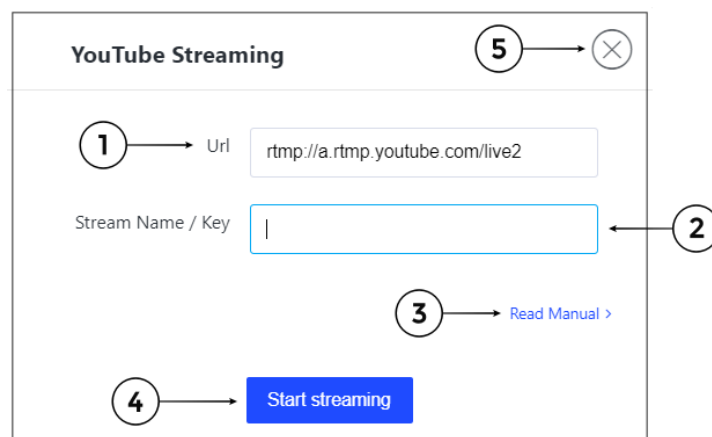 YouTube Streaming
5
1
Url
rtmp://a.rtmp.youtube.com/live2
Stream Name / Key
2
3
Read Manual >
4
Start streaming